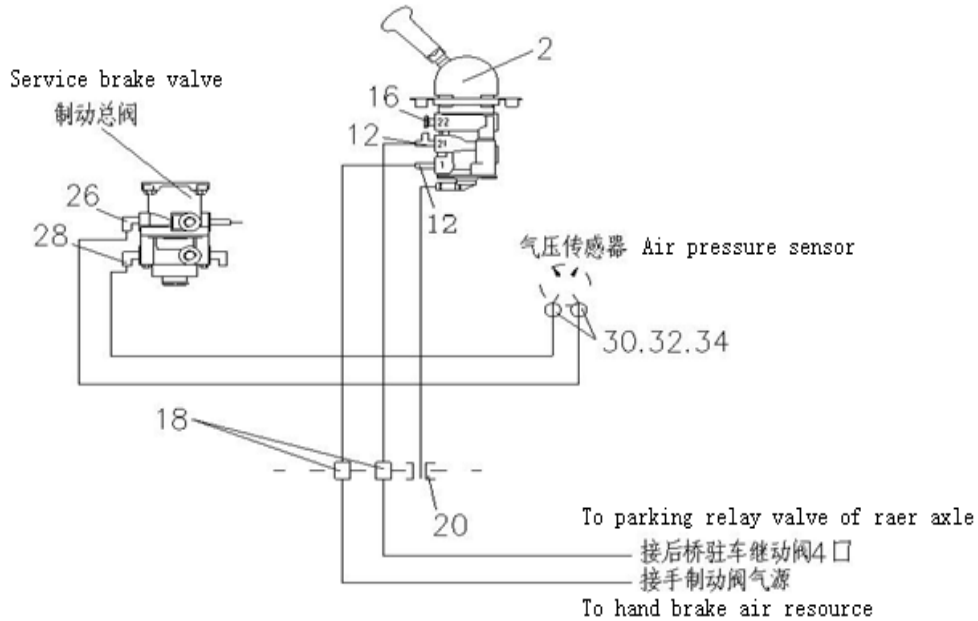 2
Service brake valve
制动总阀
16
22
12
21
1
12
26
28
气压传感器 Air pressure sensor
30.32.34
18
20
To parking relay valve of raer axle
接后桥驻车继动阀4口
接手制动阀气源
To hand brake air resource